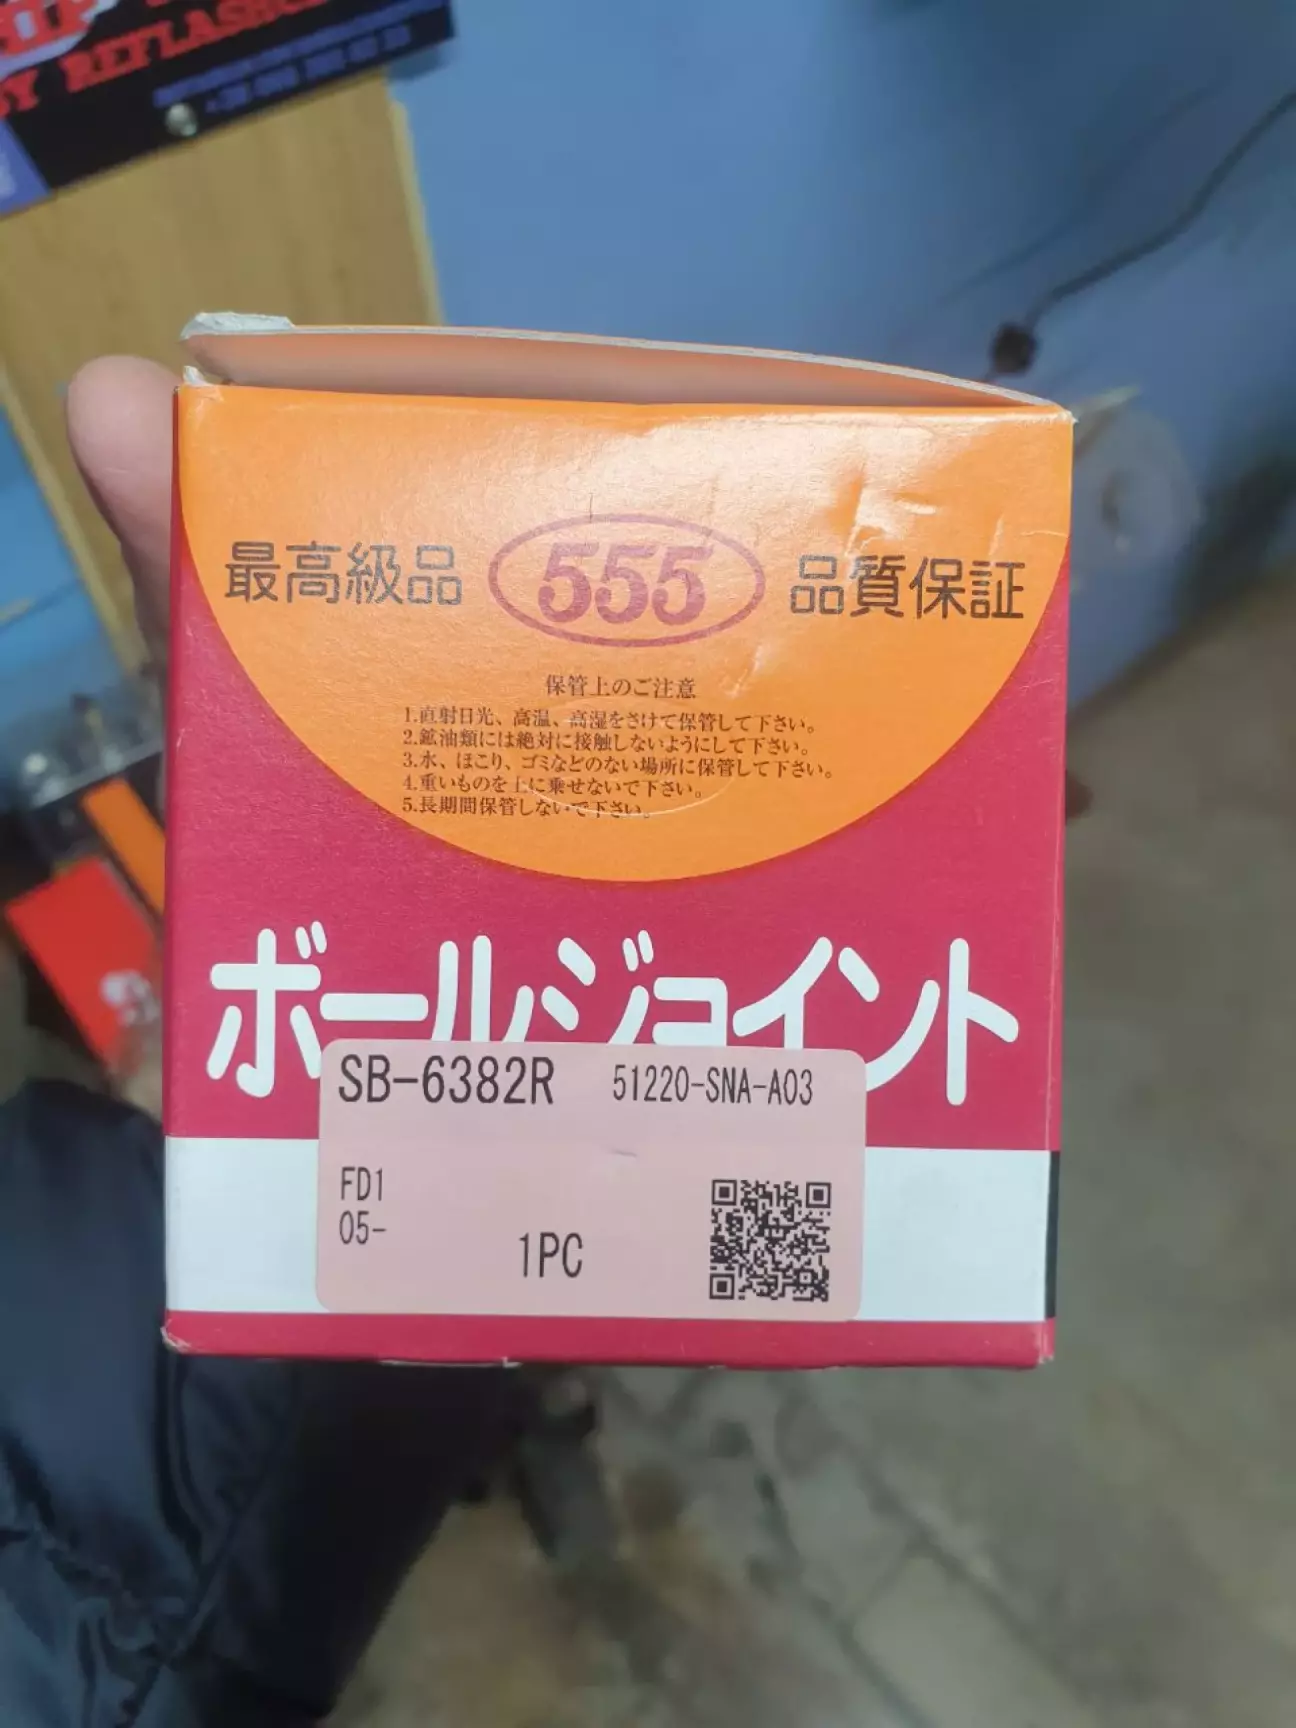 BY REFLASH
最高級品 555 品質保証
保管上のご注意
1.直射日光、高温、高湿をさけて保管して下さい。
2.鉱油類には絶対に接触しないようにして下さい。
3.水、ほこり、ゴミなどのない場所に保管して下さい。
4.重いものを上に乗せないで下さい。
5.長期間保管しないで下さい。
ボールジョイント
SB-6382R 51220-SNA-A03
FD1
05-
1PC